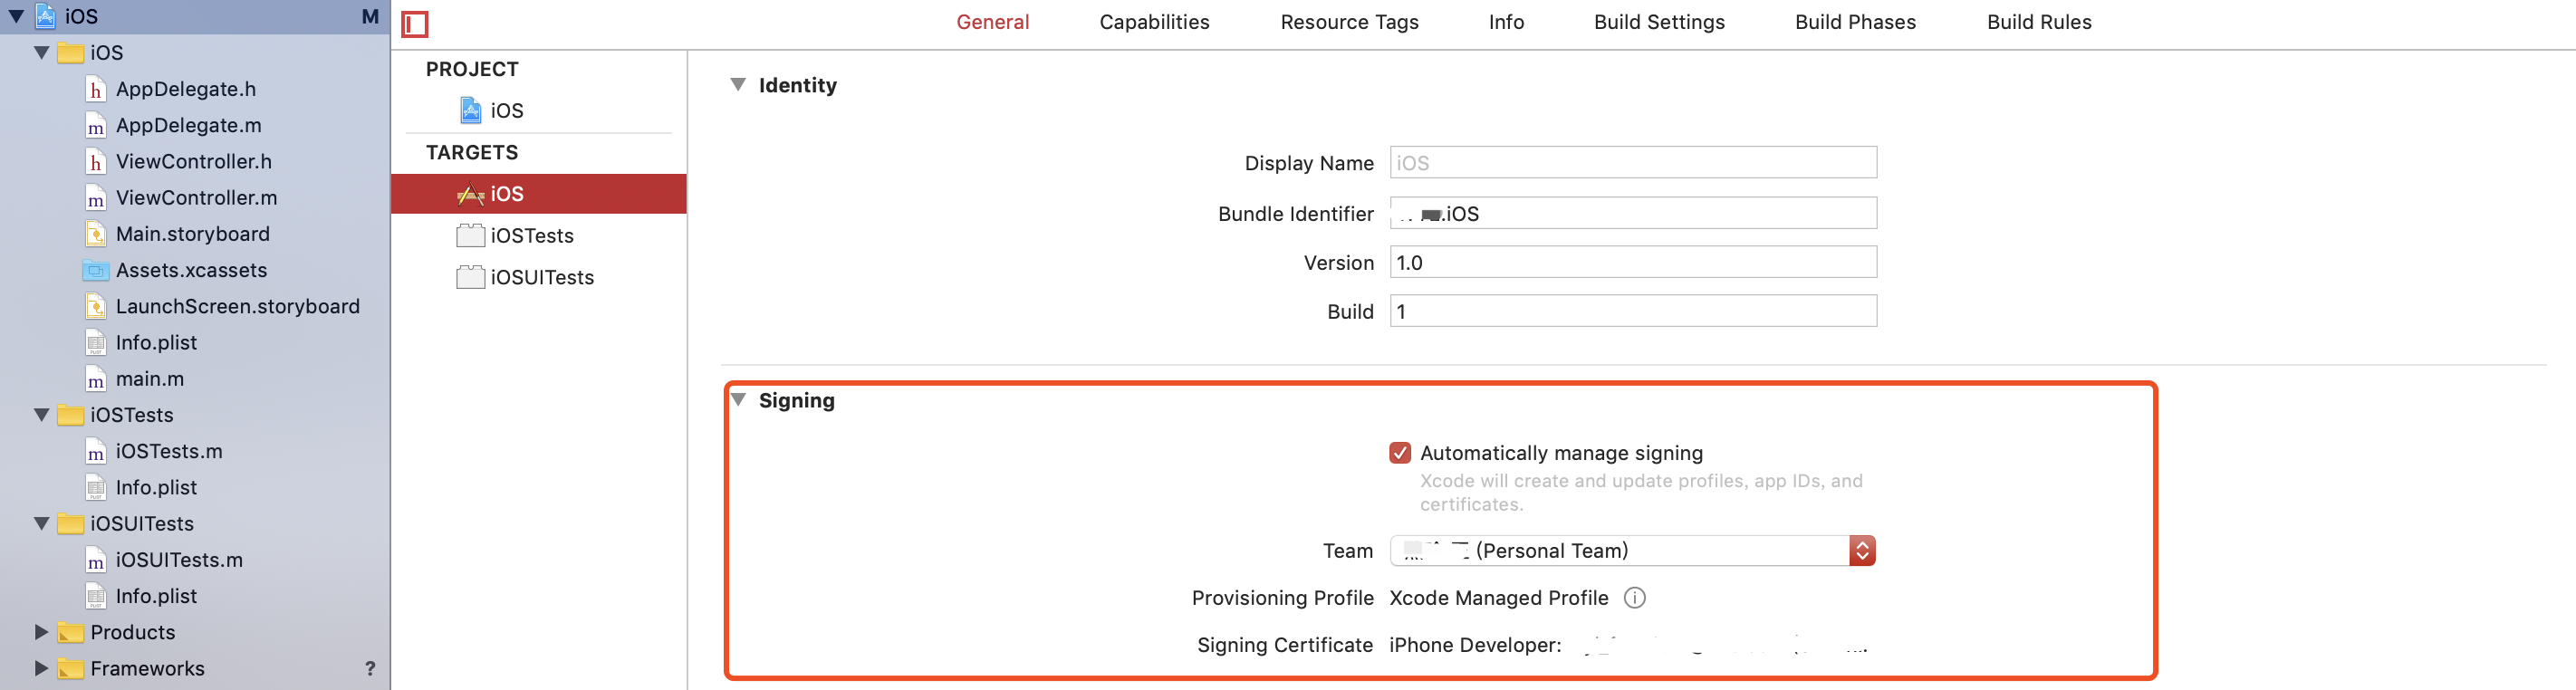 iOS M
iOS
AppDelegate.h
AppDelegate.m
ViewController.h
ViewController.m
Main.storyboard
Assets.xcassets
LaunchScreen.storyboard
Info.plist
main.m
iOSTests
iOSTests.m
Info.plist
iOSUITests
iOSUITests.m
Info.plist
Products
Frameworks ?
General Capabilities Resource Tags Info Build Settings Build Phases Build Rules
PROJECT
iOS
TARGETS
iOS
iOSTests
iOSUITests
Identity
Display Name iOS
Bundle Identifier .iOS
Version 1.0
Build 1
Signing
Automatically manage signing
Xcode will create and update profiles, app IDs, and
certificates.
Team (Personal Team)
Provisioning Profile Xcode Managed Profile
Signing Certificate iPhone Developer: